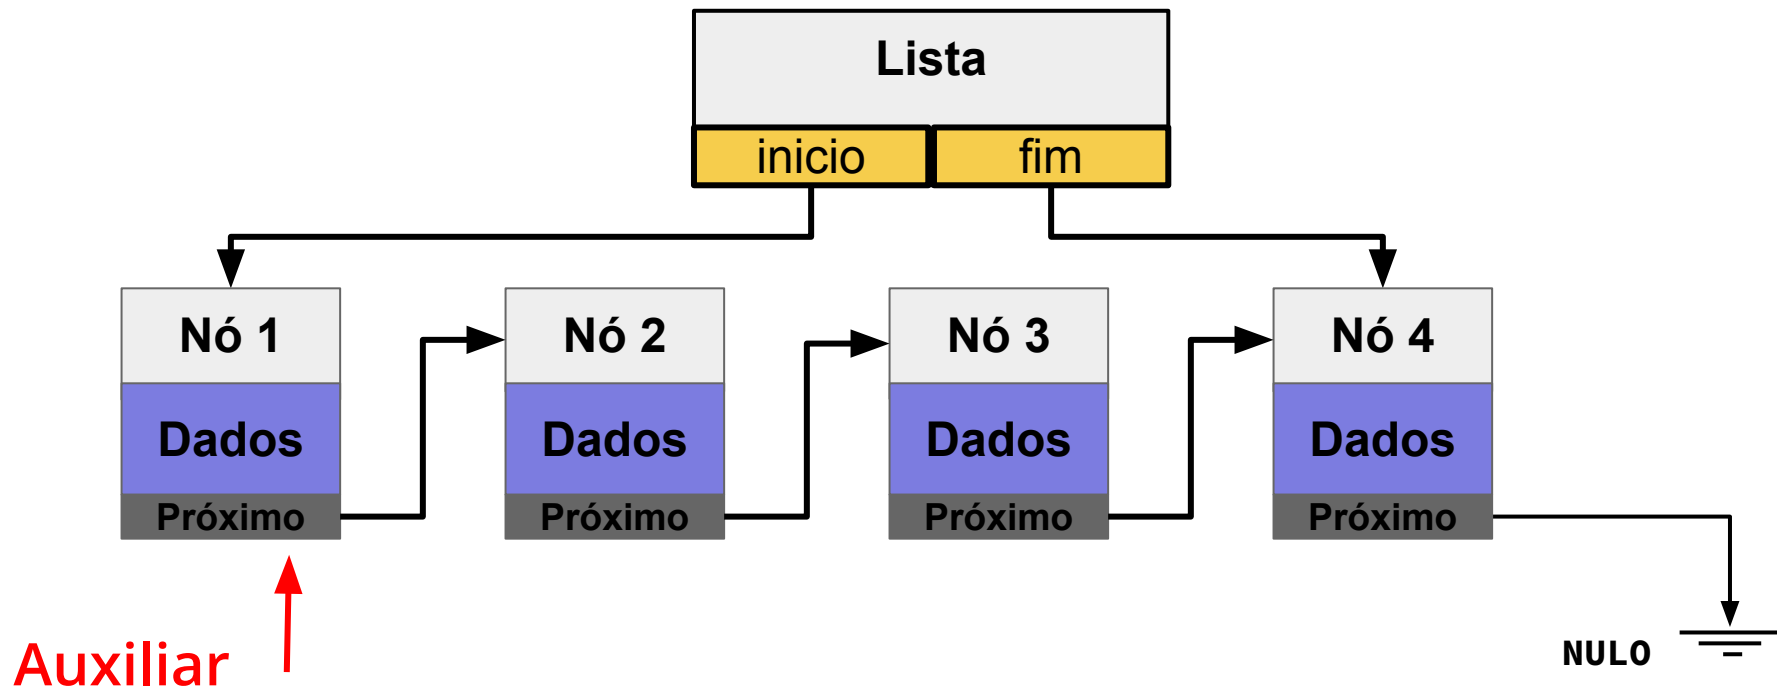 Lista
inicio fim
Nó 1 Nó 2 Nó 3 Nó 4
Dados Dados Dados Dados
Próximo Próximo Próximo Próximo
Auxiliar NULO